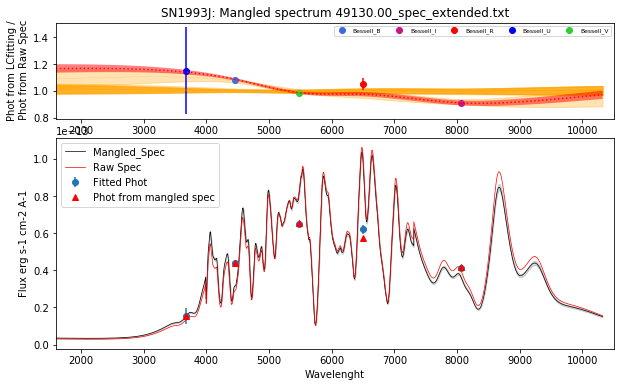 SN1993J: Mangled spectrum 49130.00_spec_extended.txt
Phot from LCfitting /
Phot from Raw Spec
1.4
1.2
1.0
0.8
Bessell_B
Bessell_I
Bessell_R
Bessell_U
Bessell_V
2000 3000 4000 5000 6000 7000 8000 9000 10000
1e−13
Flux erg s-1 cm-2 A-1
1.0
0.8
0.6
0.4
0.2
0.0
Mangled_Spec
Raw Spec
Fitted Phot
Phot from mangled spec
2000 3000 4000 5000 6000 7000 8000 9000 10000
Wavelenght